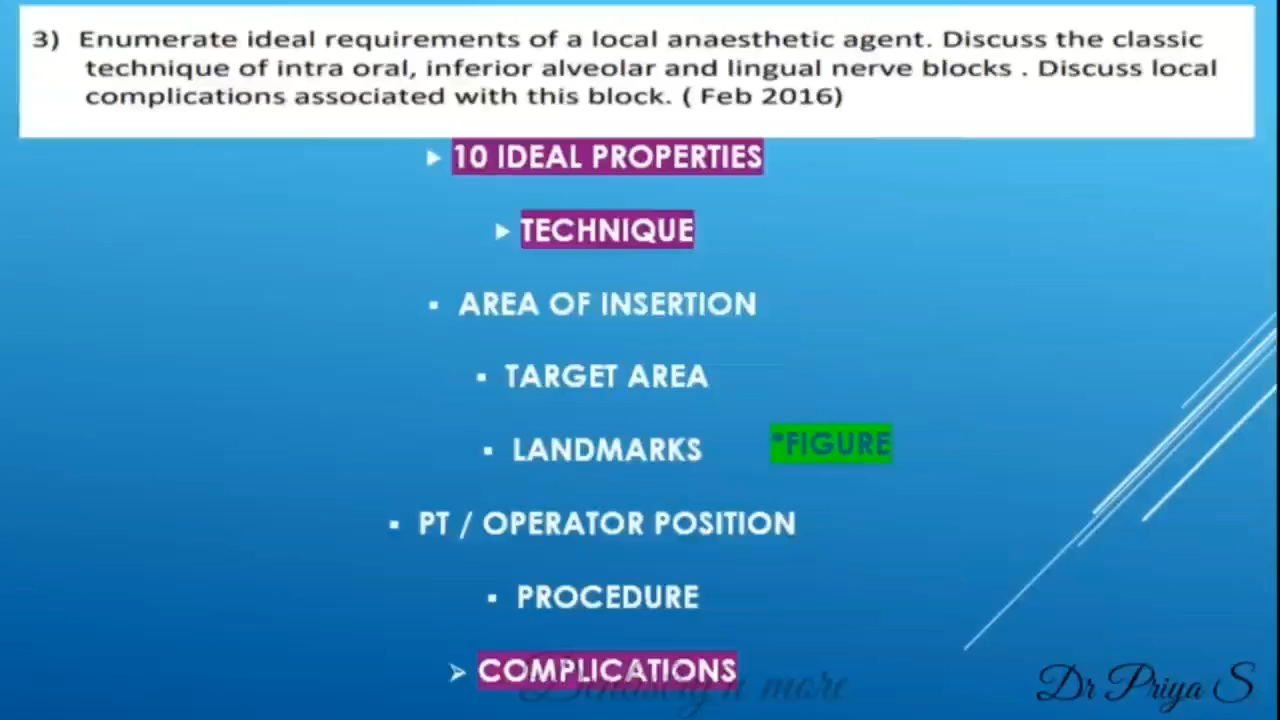 3) Enumerate ideal requirements of a local anaesthetic agent. Discuss the classic
technique of intra oral, inferior alveolar and lingual nerve blocks . Discuss local
complications associated with this block. ( Feb 2016)
10 IDEAL PROPERTIES
TECHNIQUE
AREA OF INSERTION
TARGET AREA
LANDMARKS
*FIGURE
PT / OPERATOR POSITION
PROCEDURE
COMPLICATIONS
n more
Dr Priya S